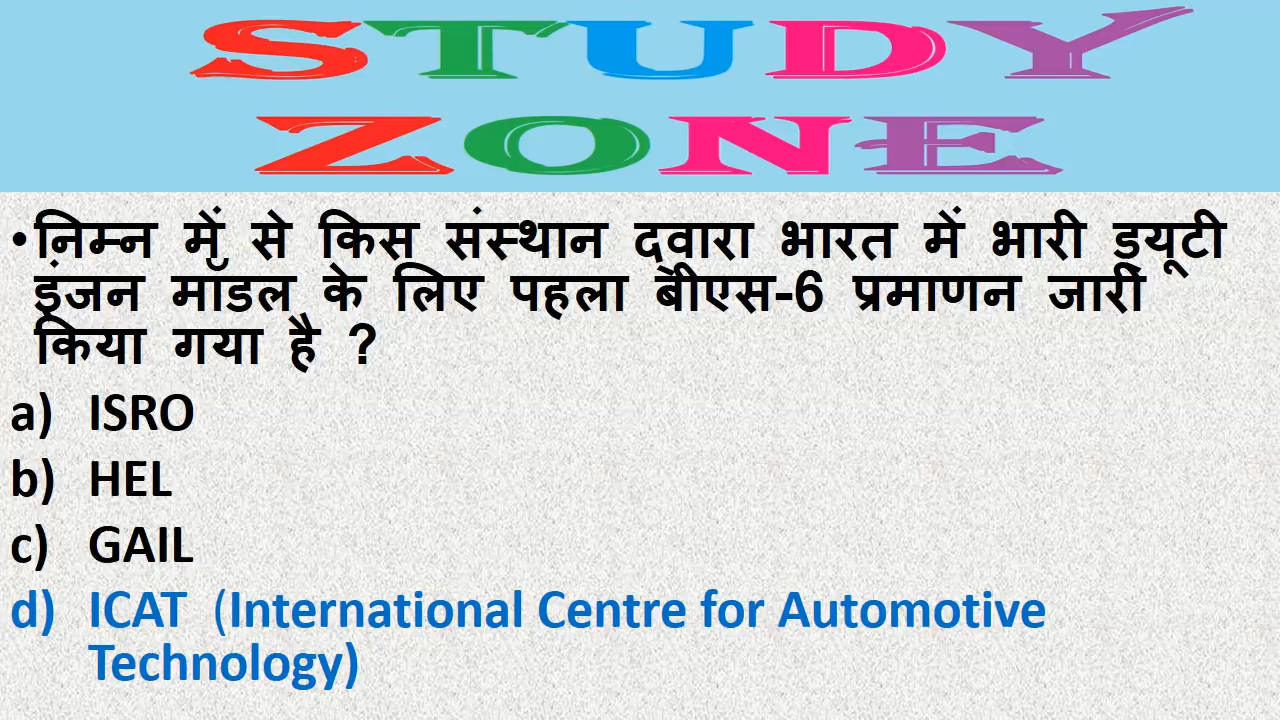 STUDY
ZONE
•निम्न में से किस संस्थान द्वारा भारत में भारी ड्यूटी
इंजन मॉडल के लिए पहला बीएस-6 प्रमाणन जारी
किया गया है ?
a) ISRO
b) HEL
c) GAIL
d) ICAT (International Centre for Automotive
Technology)